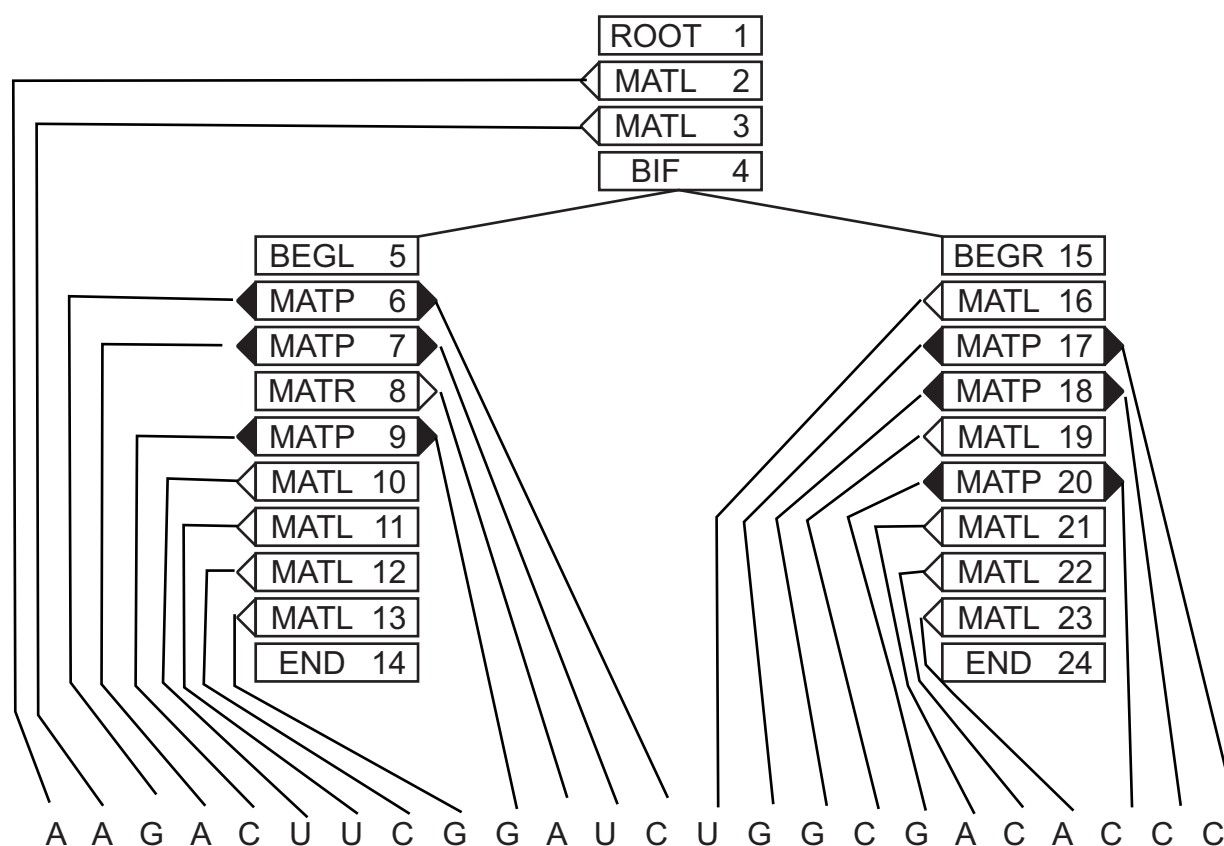 ROOT 1
MATL 2
MATL 3
BIF 4
BEGL 5
MATP 6
MATP 7
MATR 8
MATP 9
MATL 10
MATL 11
MATL 12
MATL 13
END 14
BEGR 15
MATL 16
MATP 17
MATP 18
MATL 19
MATP 20
MATL 21
MATL 22
MATL 23
END 24
A A G A C U U C G G A U C U G G C G A C A C C C